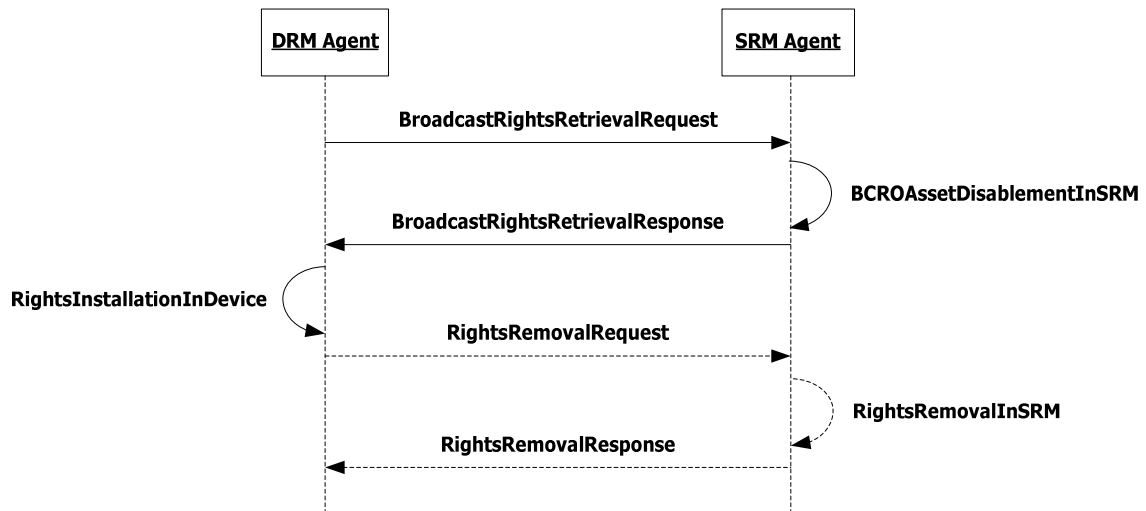 DRM Agent
SRM Agent
BroadcastRightsRetrievalRequest
BCROAssetDisablementInSRM
BroadcastRightsRetrievalResponse
RightsInstallationInDevice
RightsRemovalRequest
RightsRemovalInSRM
RightsRemovalResponse